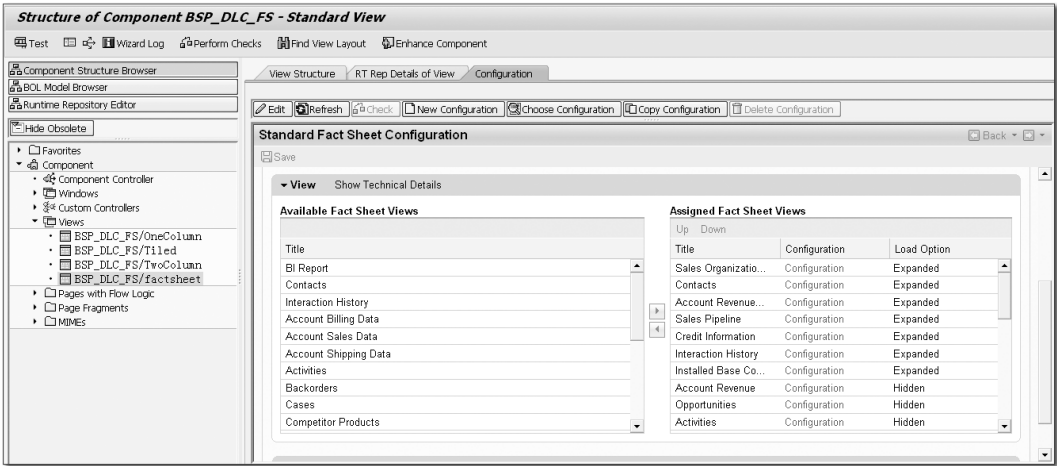 Structure of Component BSP_DLC_FS - Standard View
Test Wizard Log Perform Checks Find View Layout Enhance Component
Component Structure Browser
BOL Model Browser
Runtime Repository Editor
Hide Obsolete
Favorites
Component
Component Controller
Windows
Custom Controllers
Views
BSP_DLC_FS/OneColumn
BSP_DLC_FS/Tiled
BSP_DLC_FS/TwoColumn
BSP_DLC_FS/factsheet
Pages with Flow Logic
Page Fragments
MIMEs
View Structure RT Rep Details of View Configuration
Edit Refresh Check New Configuration Choose Configuration Copy Configuration Delete Configuration
Standard Fact Sheet Configuration Back
Save
View Show Technical Details
Available Fact Sheet Views
Title
BI Report
Contacts
Interaction History
Account Billing Data
Account Sales Data
Account Shipping Data
Activities
Backorders
Cases
Competitor Products
Assigned Fact Sheet Views
Up Down
Title Configuration Load Option
Sales Organizatio... Configuration Expanded
Contacts Configuration Expanded
Account Revenue... Configuration Expanded
Sales Pipeline Configuration Expanded
Credit Information Configuration Expanded
Interaction History Configuration Expanded
Installed Base Co... Configuration Expanded
Account Revenue Configuration Hidden
Opportunities Configuration Hidden
Activities Configuration Hidden